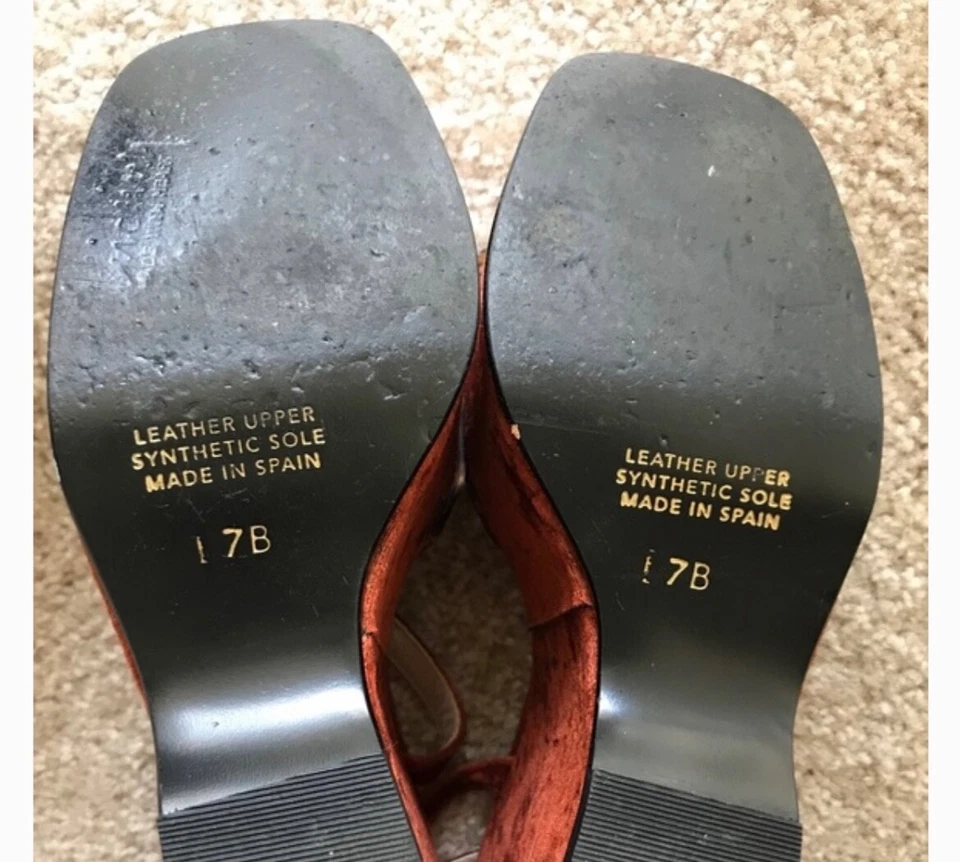 LEATHER UPPER
SYNTHETIC SOLE
MADE IN SPAIN
7B
LEATHER UPPER
SYNTHETIC SOLE
MADE IN SPAIN
7B